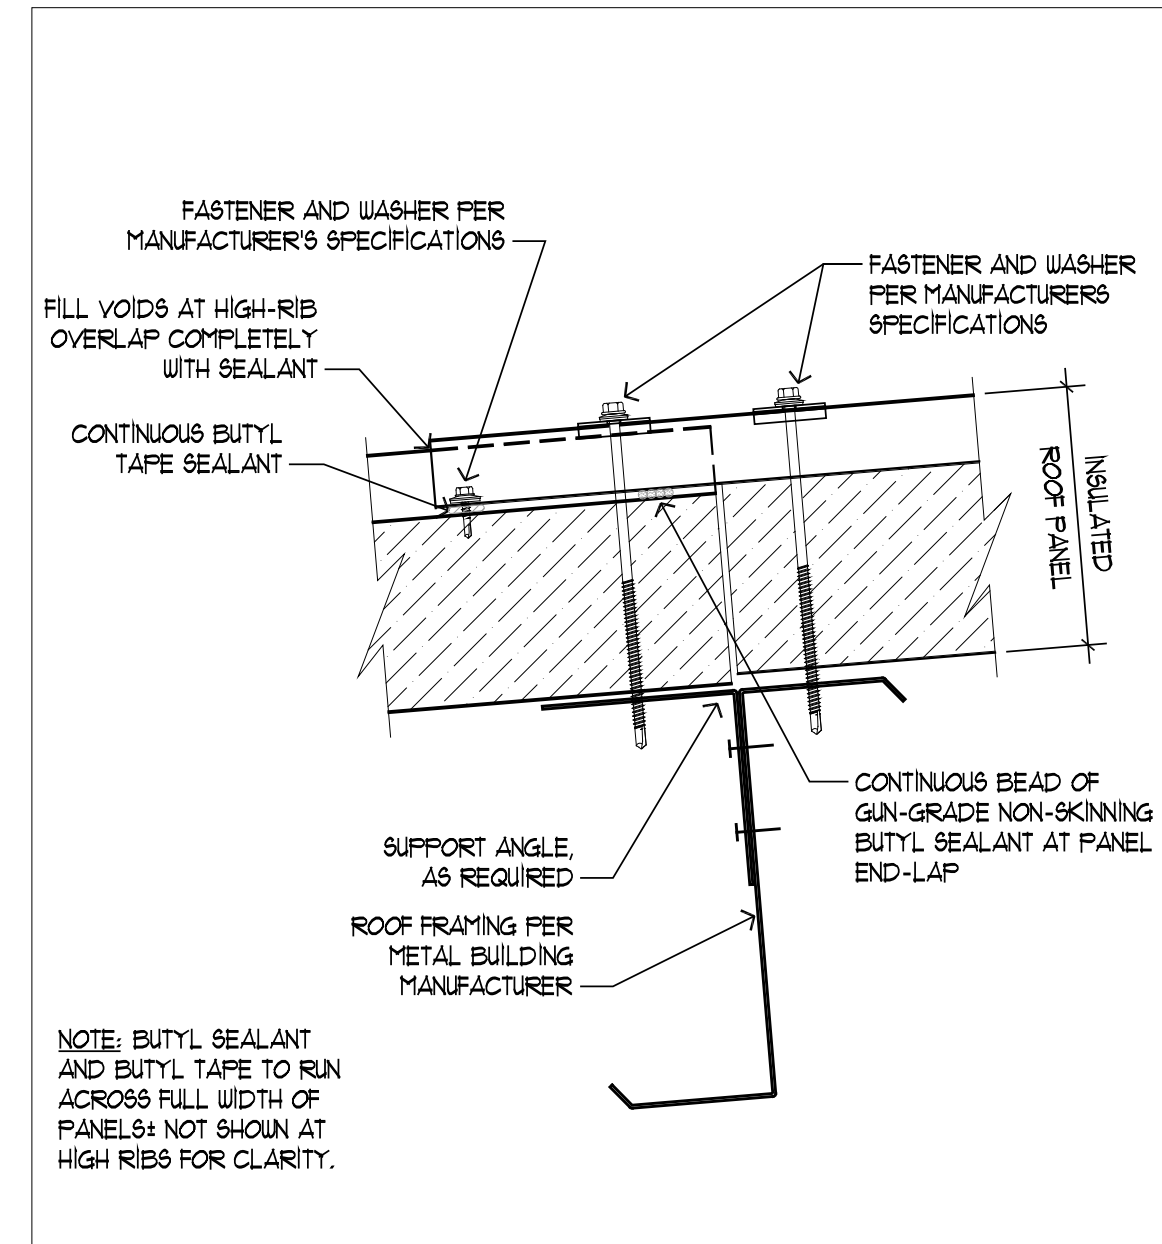 FASTENER AND WASHER PER
MANUFACTURER'S SPECIFICATIONS
FASTENER AND WASHER
PER MANUFACTURERS
SPECIFICATIONS
FILL VOIDS AT HIGH-RIB
OVERLAP COMPLETELY
WITH SEALANT
CONTINUOUS BUTYL
TAPE SEALANT
INSULATED
ROOF PANEL
CONTINUOUS BEAD OF
GUN-GRADE NON-SKINNING
BUTYL SEALANT AT PANEL
END-LAP
SUPPORT ANGLE,
AS REQUIRED
ROOF FRAMING PER
METAL BUILDING
MANUFACTURER
NOTE: BUTYL SEALANT
AND BUTYL TAPE TO RUN
ACROSS FULL WIDTH OF
PANELS± NOT SHOWN AT
HIGH RIBS FOR CLARITY.